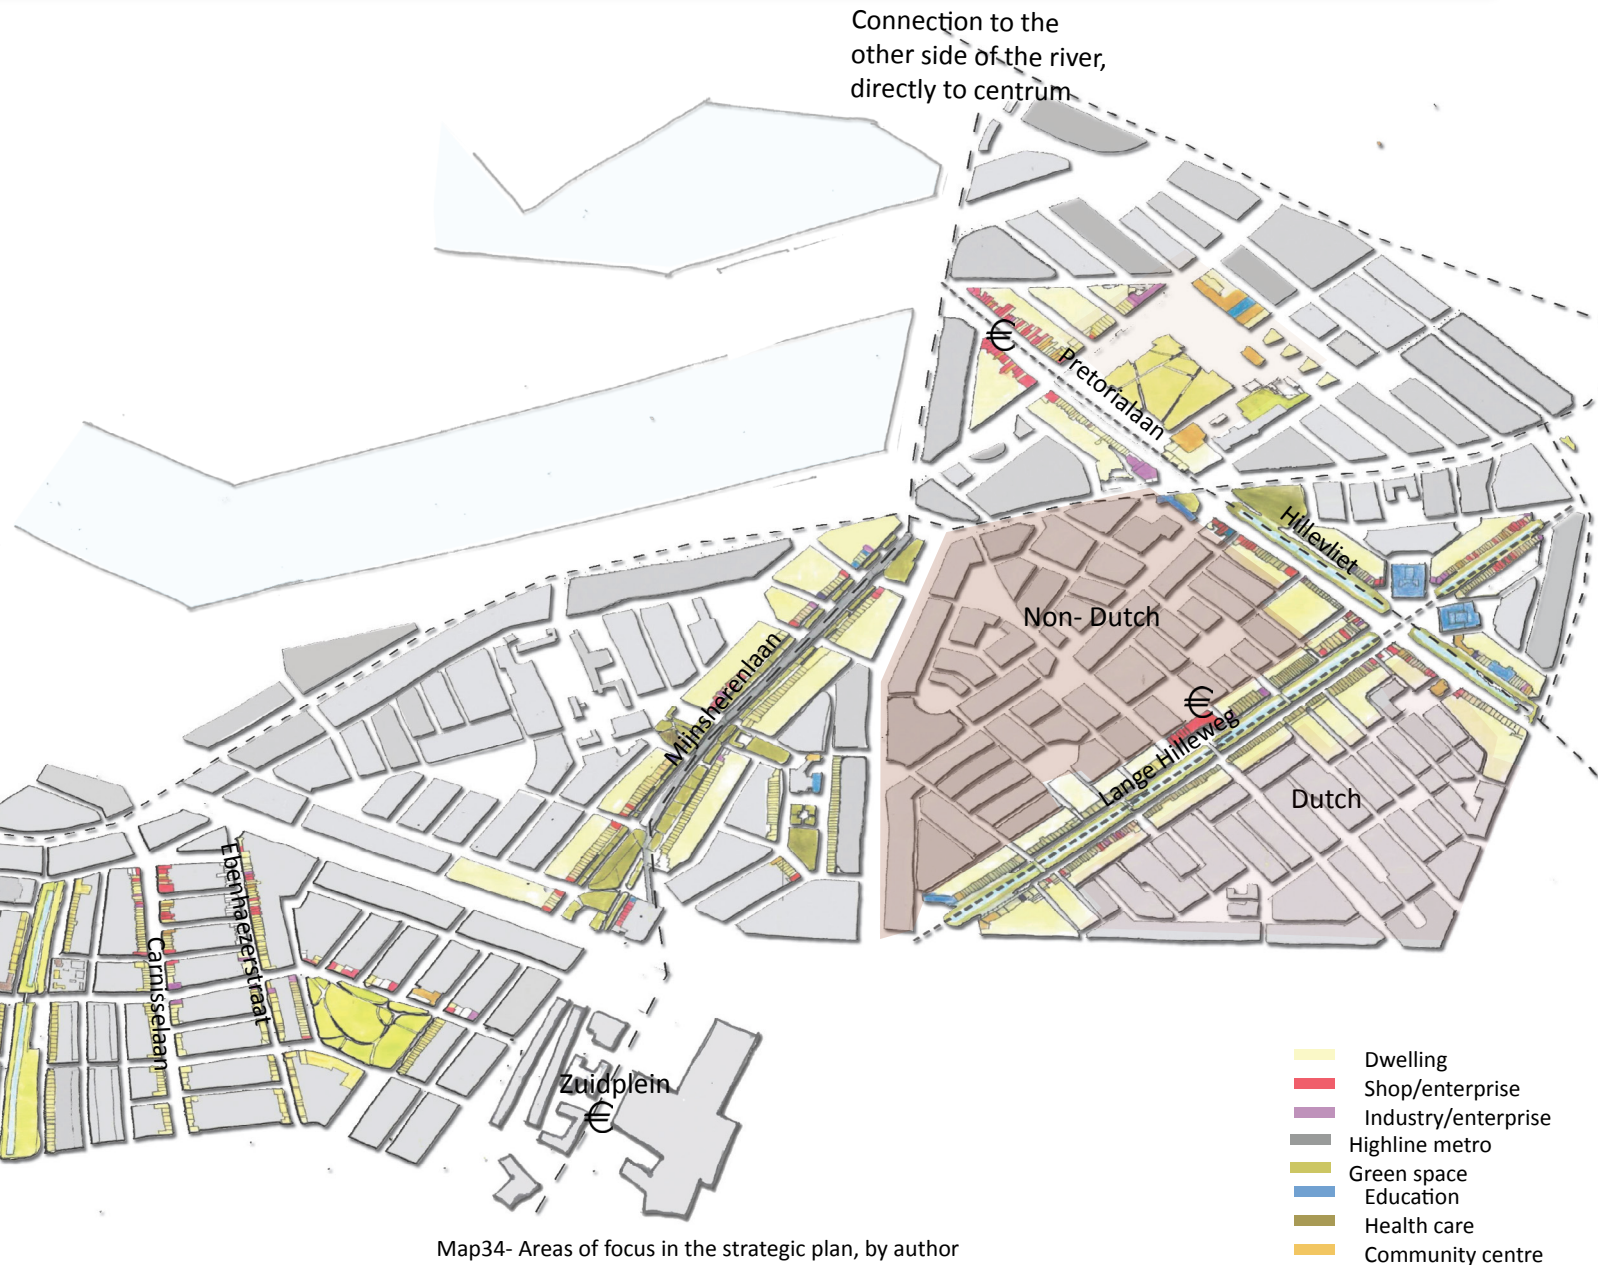 Connection to the
other side of the river,
directly to centrum
€
Pretorialaan
Hillevliet
Non- Dutch
Mijnsherenlaan
€
Lange Hilleweg
Dutch
Ebenhaezerstraat
Carnisselaan
Zuidplein
€
Dwelling
Shop/enterprise
Industry/enterprise
Highline metro
Green space
Education
Health care
Community centre
Map34- Areas of focus in the strategic plan, by author